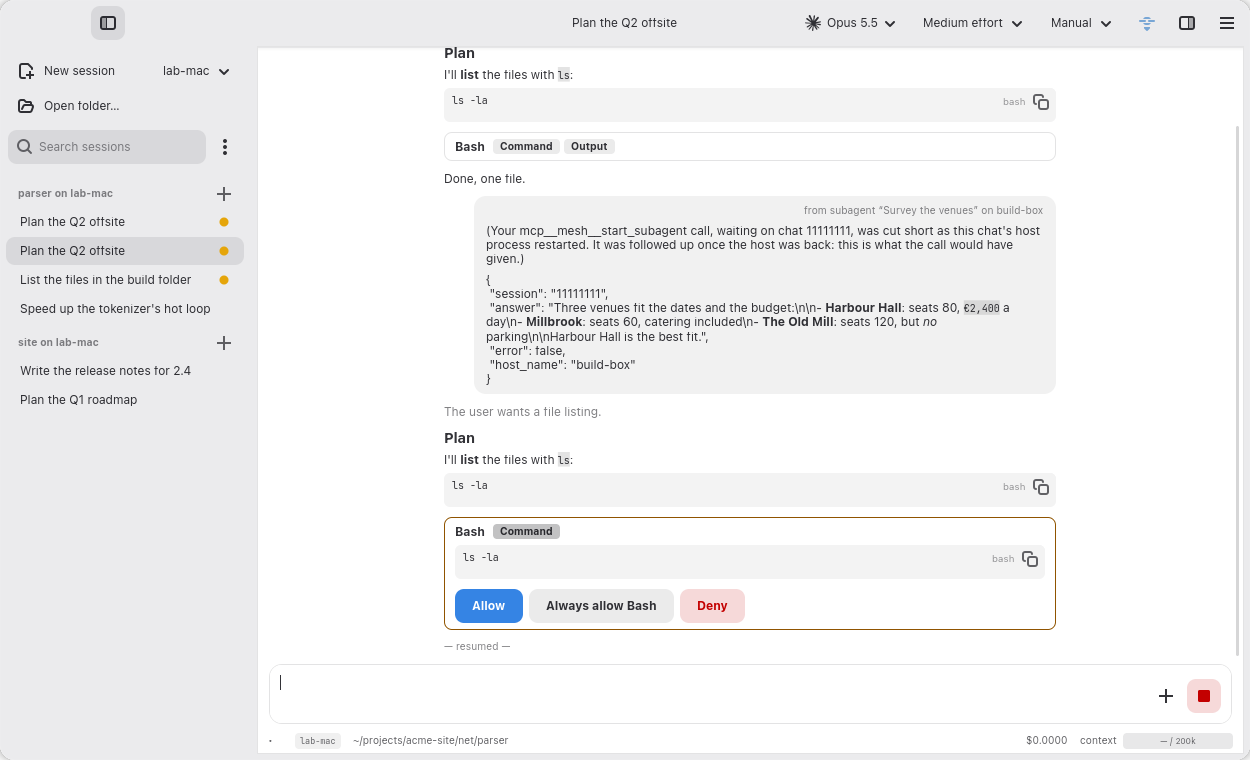 Plan the Q2 offsite
Opus 5.5
Medium effort
Manual
New session
lab-mac
Open folder...
Search sessions
parser on lab-mac
Plan the Q2 offsite
Plan the Q2 offsite
List the files in the build folder
Speed up the tokenizer's hot loop
site on lab-mac
Write the release notes for 2.4
Plan the Q1 roadmap
Plan
I'll list the files with ls:
ls -la
bash
Bash Command Output
Done, one file.
from subagent “Survey the venues” on build-box
(Your mcp__mesh__start_subagent call, waiting on chat 11111111, was cut short as this chat's host
process restarted. It was followed up once the host was back: this is what the call would have
given.)
{
"session": "11111111",
"answer": "Three venues fit the dates and the budget:\n\n- Harbour Hall: seats 80, €2,400 a
day\n- Millbrook: seats 60, catering included\n- The Old Mill: seats 120, but no
parking\n\nHarbour Hall is the best fit.",
"error": false,
"host_name": "build-box"
}
The user wants a file listing.
Plan
I'll list the files with ls:
ls -la
bash
Bash Command
ls -la
bash
Allow
Always allow Bash
Deny
— resumed —
lab-mac
~/projects/acme-site/net/parser
$0.0000
context
— / 200k